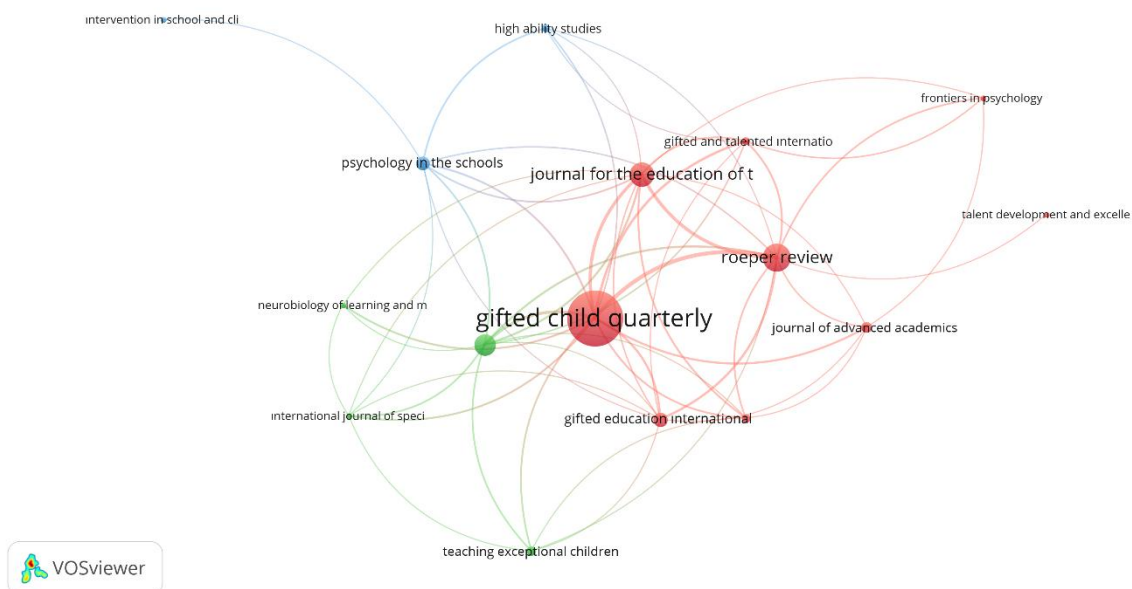 intervention in school and cli
high ability studies
frontiers in psychology
gifted and talented internatio
psychology in the schools
journal for the education of t
talent development and excelle
roeper review
neurobiology of learning and m
gifted child quarterly
journal of advanced academics
international journal of speci
gifted education international
teaching exceptional children
VOSviewer